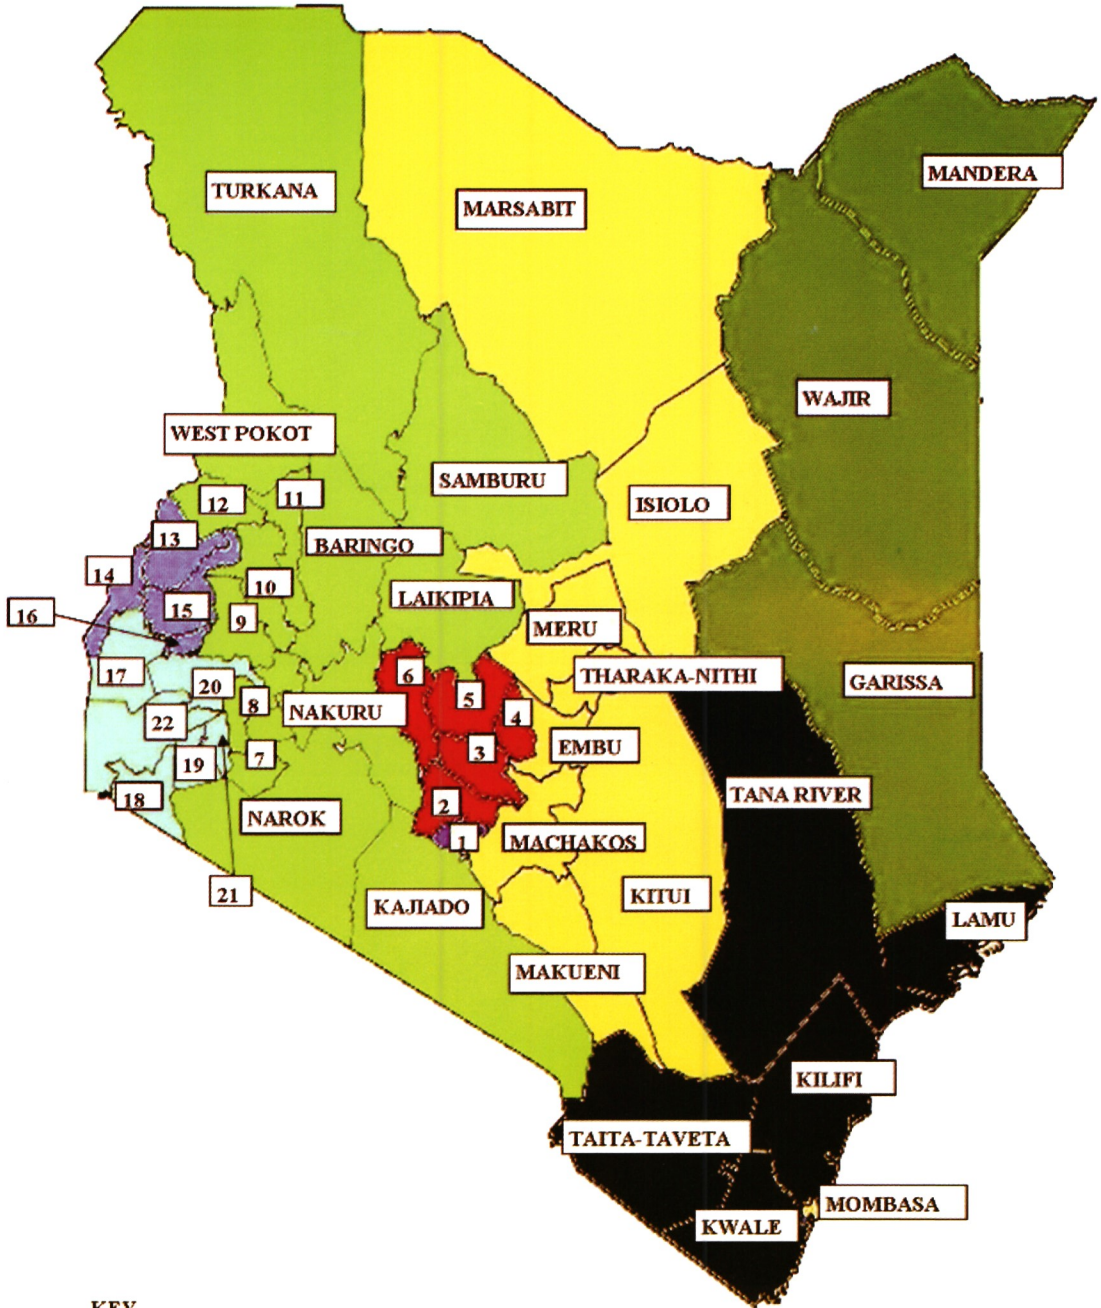 MANDERA
TURKANA
MARSABIT
WAJIR
WEST POKOT
SAMBURU
12
11
ISIOLO
13
BARINGO
14
10
LAIKIPIA
16
15
9
MERU
17
6
THARAKA-NITHI
20
8
5
GARISSA
NAKURU
4
22
3
EMBU
19
7
18
2
TANA RIVER
NAROK
1
MACHAKOS
21
KAJIADO
KITUI
LAMU
MAKUENI
KILIFI
TAITA-TAVETA
MOMBASA
KWALE
KEY